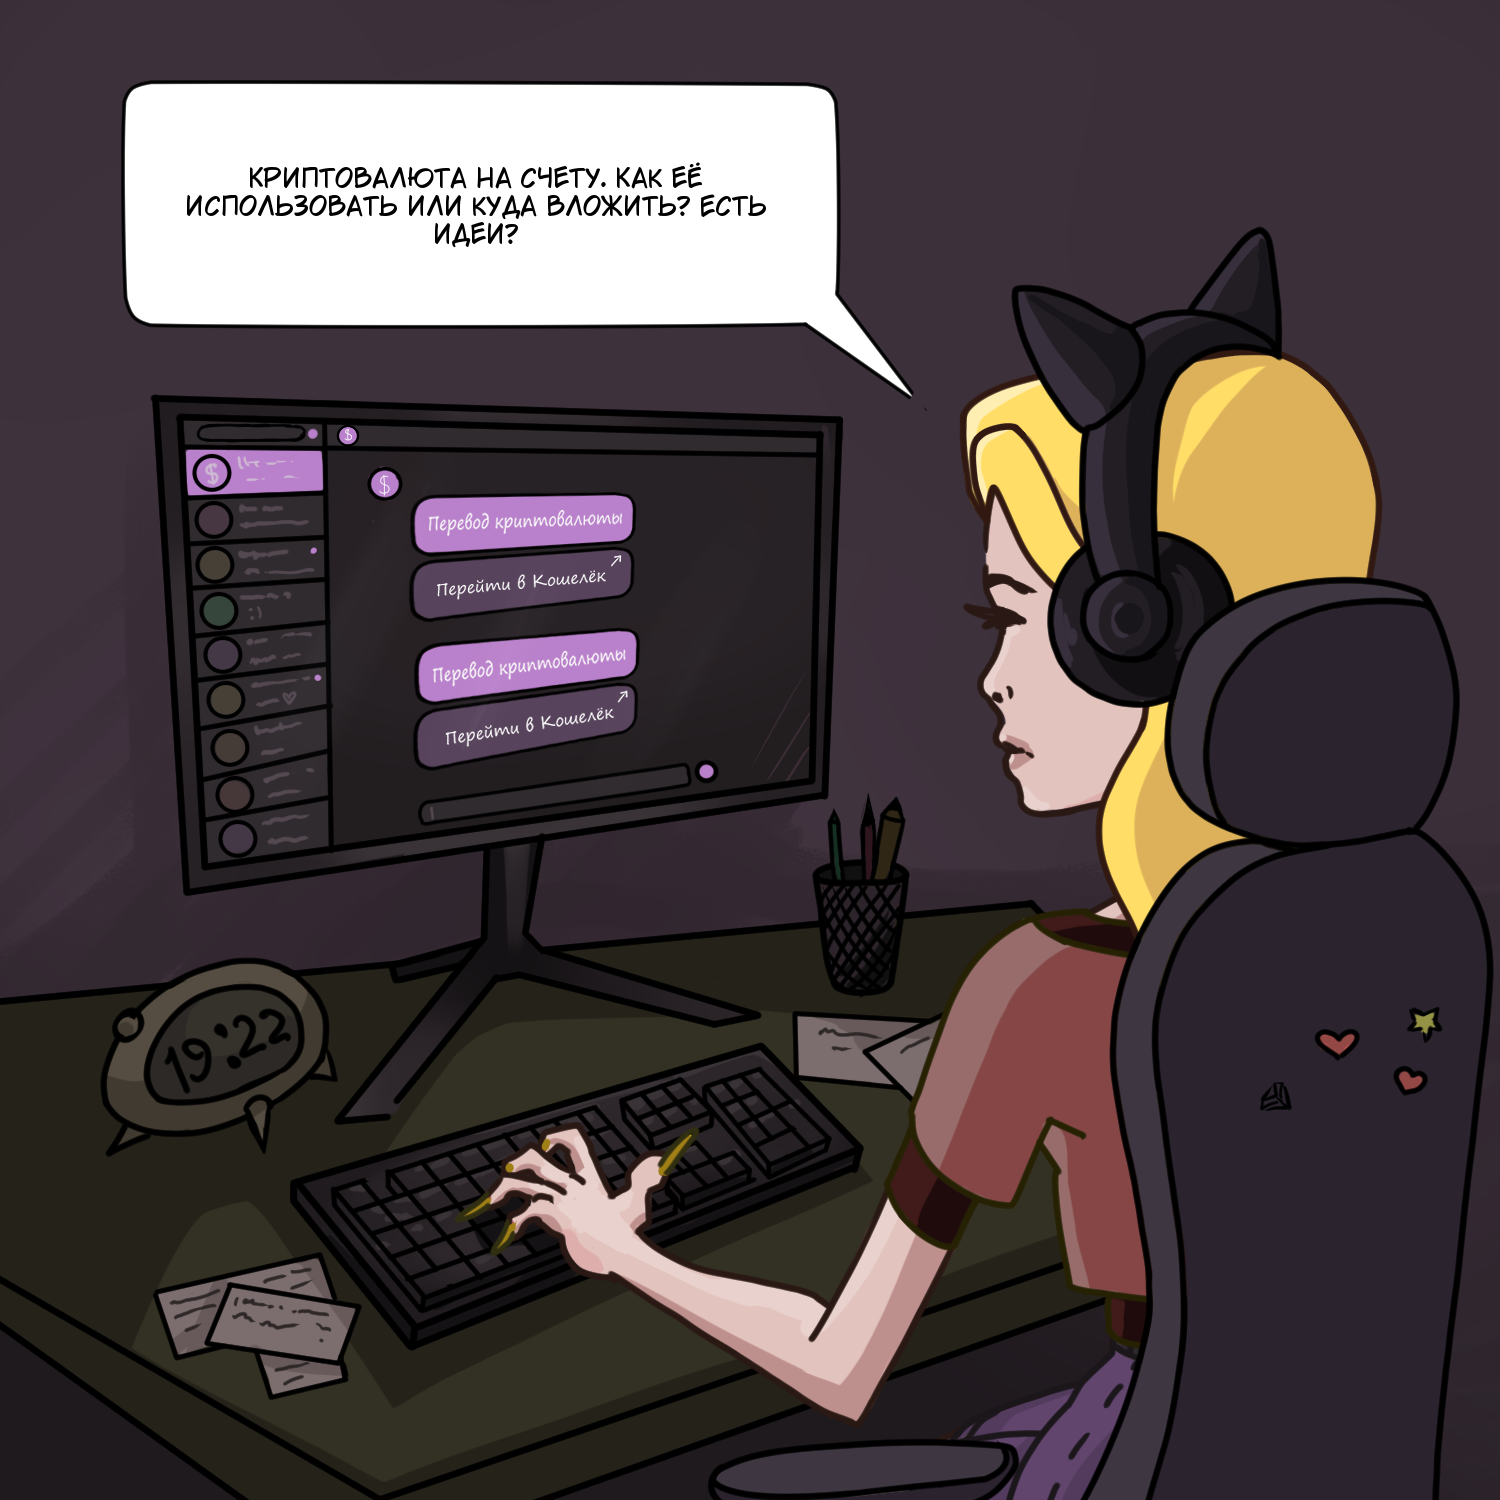 КРИПТОВАЛЮТА НА СЧЕТУ. КАК ЕЁ
ИСПОЛЬЗОВАТЬ ИЛИ КУДА ВЛОЖИТЬ? ЕСТЬ
ИДЕИ?
$
$
$
Перевод криптовалюты
Перейти в Кошелёк
:)
Перевод криптовалюты
Перейти в Кошелёк
19:22